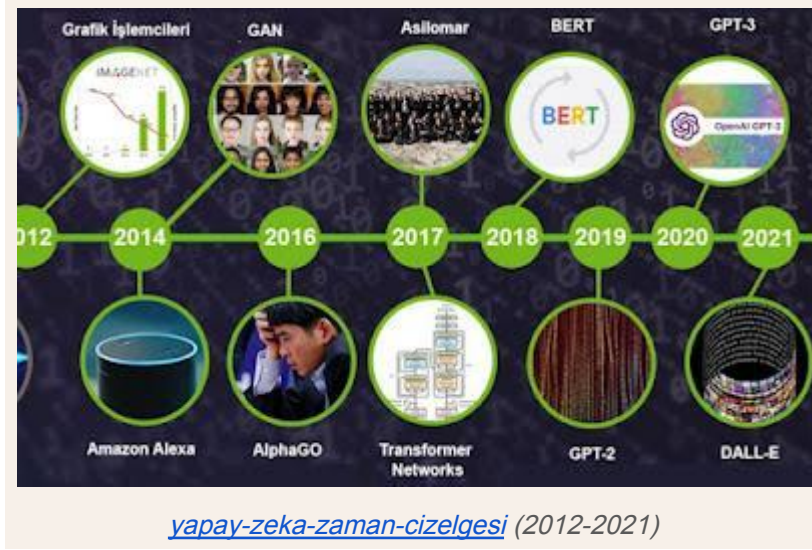 Grafik İşlemcileri
GAN
Asilomar
BERT
GPT-3
IMAGENET
BERT
OpenAI GPT-3
012
2014
2016
2017
2018
2019
2020
2021
Amazon Alexa
AlphaGO
Transformer
Networks
GPT-2
DALL-E
yapay-zeka-zaman-cizelgesi (2012-2021)